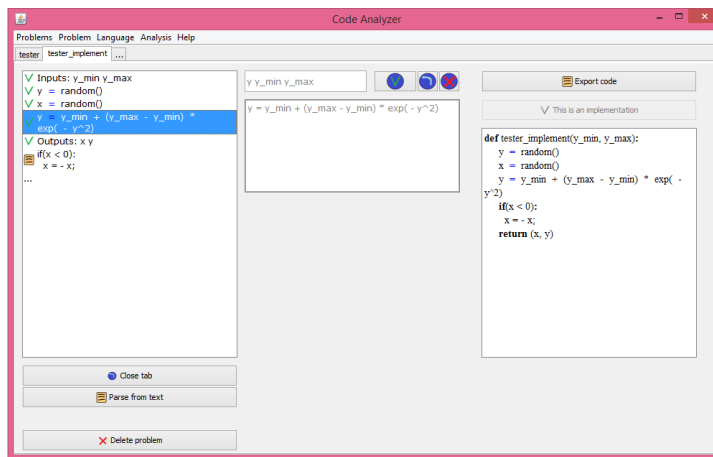 Code Analyzer
Problems Problem Language Analysis Help
tester tester_implement ...
Inputs: y_min y_max
y = random()
x = random()
y = y_min + (y_max - y_min) *
exp( - y^2)
Outputs: x y
if(x < 0):
x = - x;
...
Close tab
Parse from text
Delete problem
y y_min y_max
y = y_min + (y_max - y_min) * exp( - y^2)
Export code
This is an implementation
def tester_implement(y_min, y_max):
y = random()
x = random()
y = y_min + (y_max - y_min) * exp( -
y^2)
if(x < 0):
x = - x;
return (x, y)